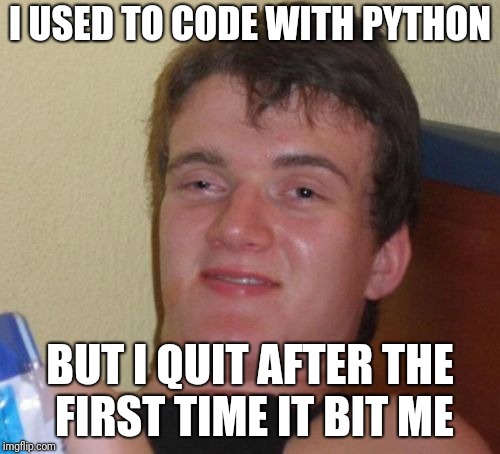 I USED TO CODE WITH PYTHON
BUT I QUIT AFTER THE
FIRST TIME IT BIT ME
imgflip.com